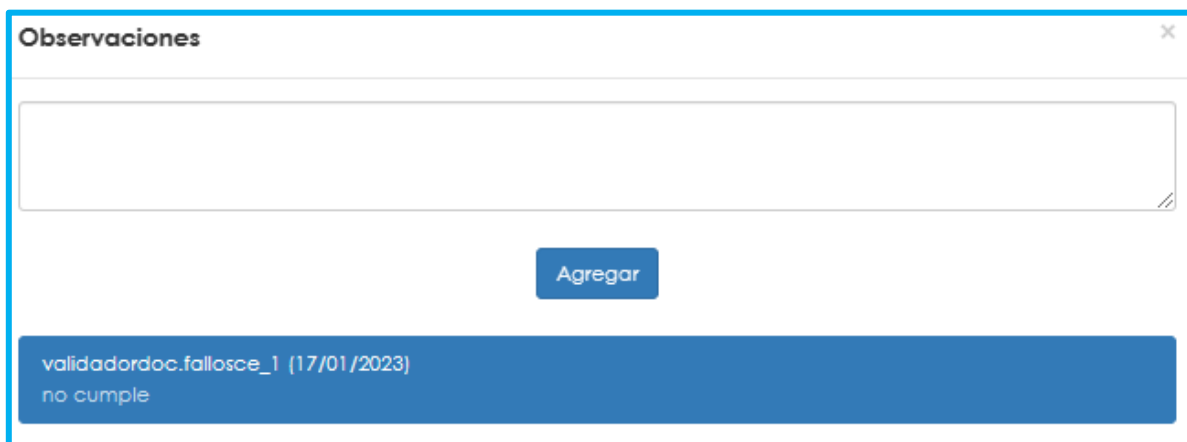 Observaciones
×
Agregar
validadordoc.fallosce_1 (17/01/2023)
no cumple